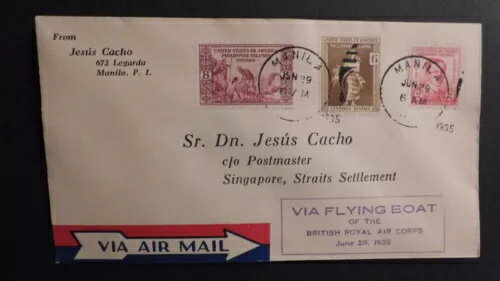 From
Jesús Cacho
672 Legarda
Manila, P. I.
UNITED STATES OF AMERICA
PHILIPPINE ISLANDS
POSTAGE
8
6
MANILA
JUN 29
1935
MANILA
JUN 29
6 AM
1935
Sr. Dn. Jesús Cacho
c/o Postmaster
Singapore, Straits Settlement
VIA AIR MAIL
VIA FLYING BOAT
OF THE
BRITISH ROYAL AIR CORPS
June 29, 1935